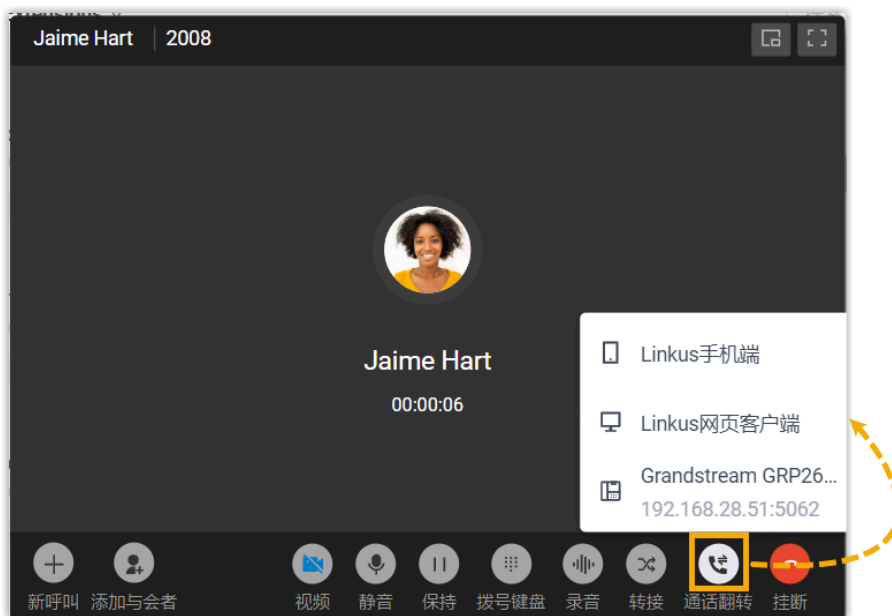 Jaime Hart 2008
Jaime Hart
00:00:06
Linkus手机端
Linkus网页客户端
Grandstream GRP26...
192.168.28.51:5062
新呼叫 添加与会者 视频 静音 保持 拨号键盘 录音 转接 通话翻转 挂断